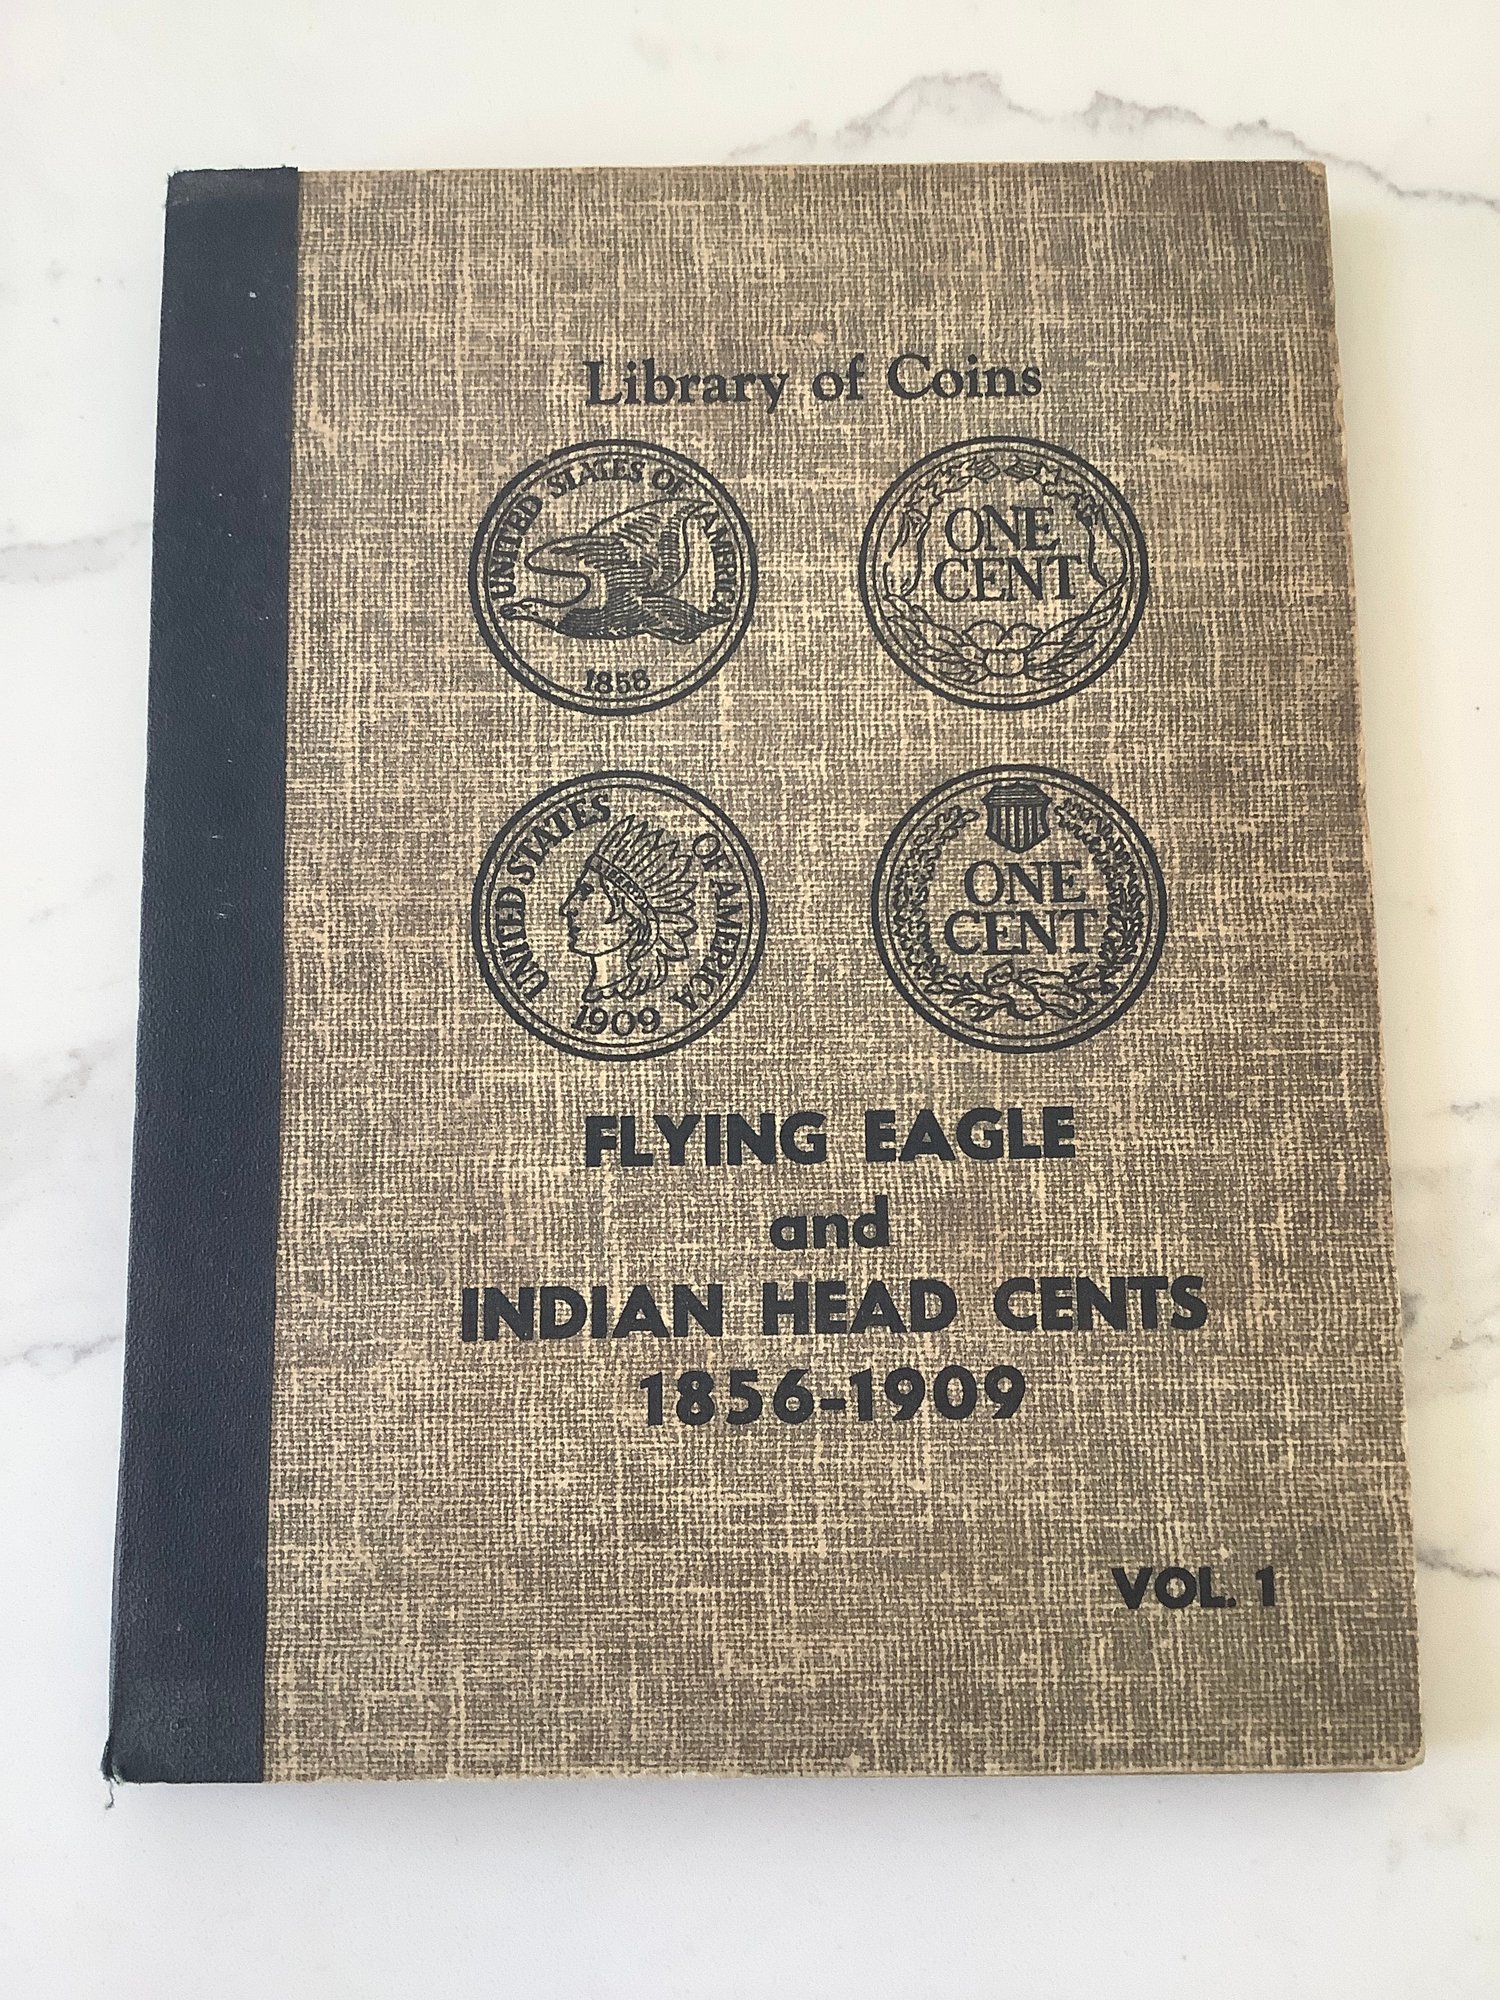 Library of Coins
UNITED STATES OF AMERICA
1858
ONE
CENT
UNITED STATES OF AMERICA
LIBERTY
1909
ONE
CENT
FLYING EAGLE
and
INDIAN HEAD CENTS
1856-1909
VOL. 1